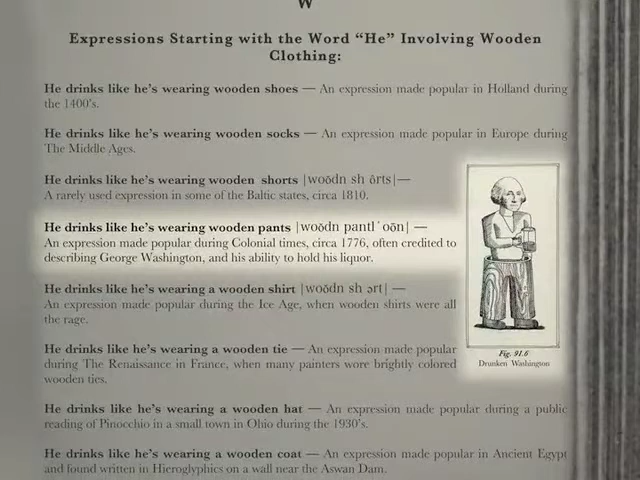 W
Expressions Starting with the Word “He” Involving Wooden
Clothing:
He drinks like he’s wearing wooden shoes — An expression made popular in Holland during
the 1400’s.
He drinks like he’s wearing wooden socks — An expression made popular in Europe during
The Middle Ages.
He drinks like he’s wearing wooden shorts |woōdn sh ôrts|—
A rarely used expression in some of the Baltic states, circa 1810.
He drinks like he’s wearing wooden pants |woōdn pantlˈoōn| —
An expression made popular during Colonial times, circa 1776, often credited to
describing George Washington, and his ability to hold his liquor.
He drinks like he’s wearing a wooden shirt |woōdn sh ərt| —
An expression made popular during the Ice Age, when wooden shirts were all
the rage.
He drinks like he’s wearing a wooden tie — An expression made popular
during The Renaissance in France, when many painters wore brightly colored
wooden ties.
He drinks like he’s wearing a wooden hat — An expression made popular during a public
reading of Pinocchio in a small town in Ohio during the 1930’s.
He drinks like he’s wearing a wooden coat — An expression made popular in Ancient Egypt
and found written in Hieroglyphics on a wall near the Aswan Dam.
Fig. 91.6
Drunken Washington